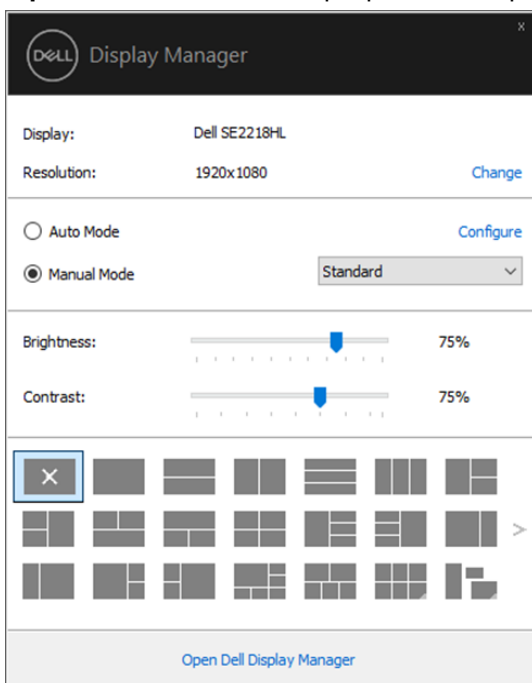 x
DELL Display Manager
Display: Dell SE2218HL
Resolution: 1920x1080 Change
Auto Mode Configure
Manual Mode Standard
Brightness: 75%
Contrast: 75%
Open Dell Display Manager